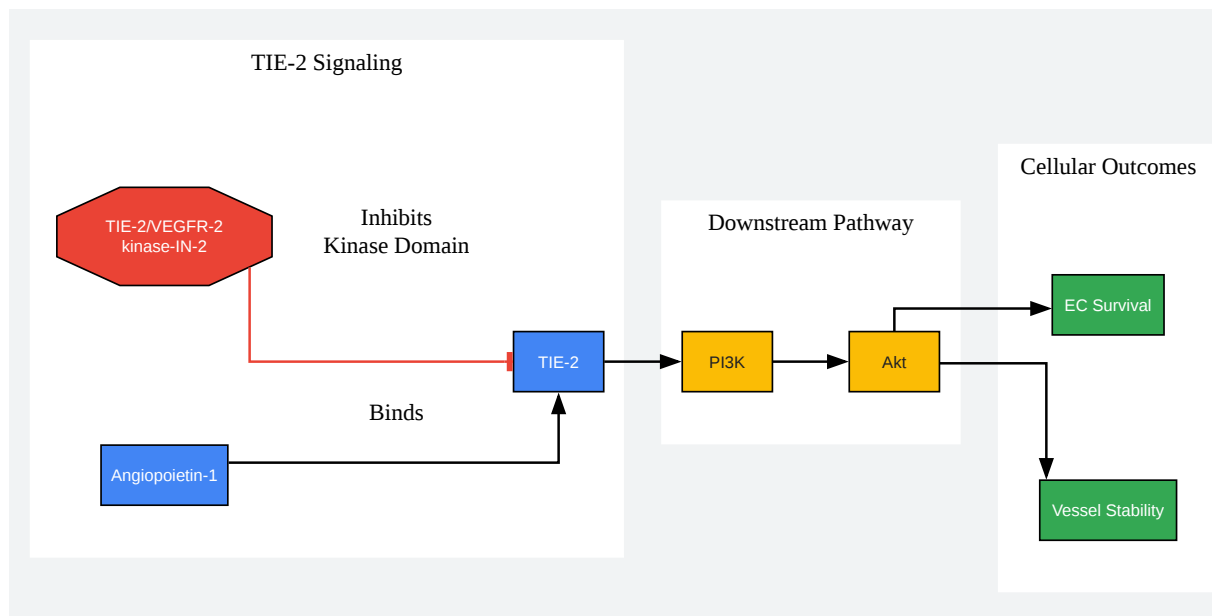 TIE-2 Signaling
TIE-2/VEGFR-2
kinase-IN-2
Inhibits
Kinase Domain
TIE-2
Binds
Angiopoietin-1
Downstream Pathway
PI3K
Akt
Cellular Outcomes
EC Survival
Vessel Stability